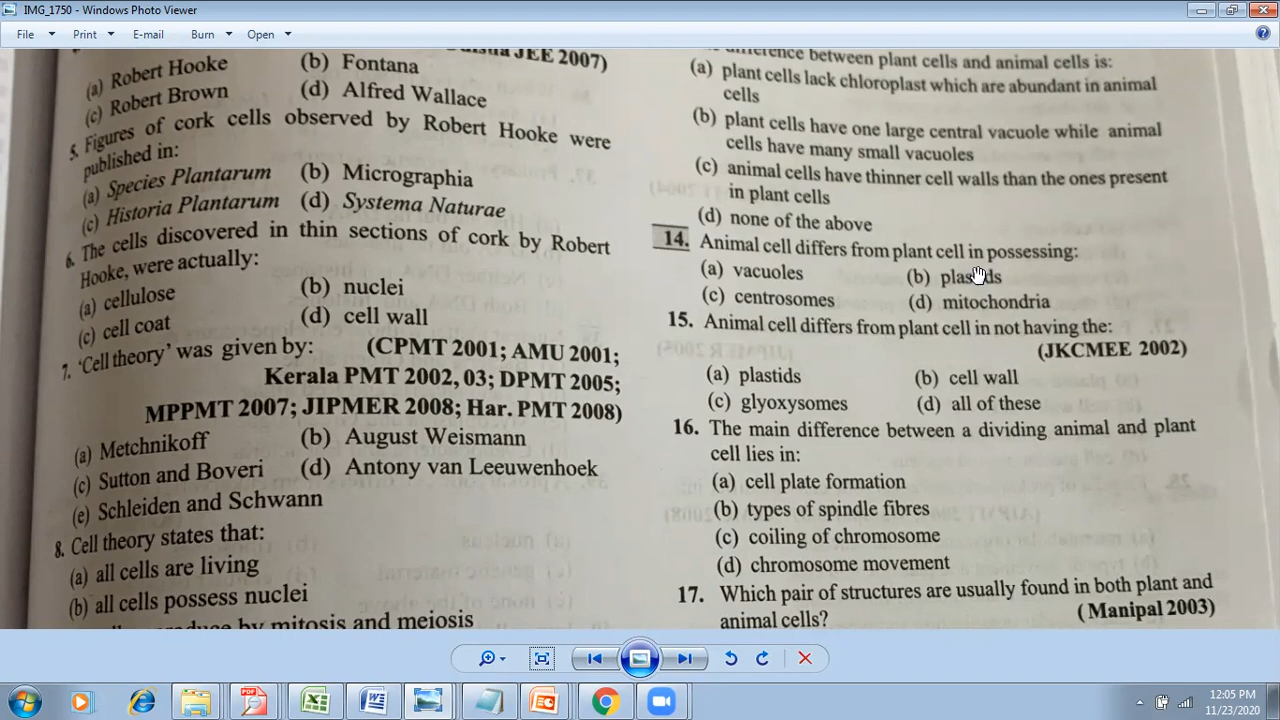 IMG_1750 - Windows Photo Viewer
File Print E-mail Burn Open
JEE 2007)
(a) Robert Hooke (b) Fontana
(c) Robert Brown (d) Alfred Wallace
5. Figures of cork cells observed by Robert Hooke were
published in:
(a) Species Plantarum (b) Micrographia
(c) Historia Plantarum (d) Systema Naturae
6. The cells discovered in thin sections of cork by Robert
Hooke, were actually:
(a) cellulose (b) nuclei
(c) cell coat (d) cell wall
7. ‘Cell theory’ was given by: (CPMT 2001; AMU 2001;
Kerala PMT 2002, 03; DPMT 2005;
MPPMT 2007; JIPMER 2008; Har. PMT 2008)
(a) Metchnikoff (b) August Weismann
(c) Sutton and Boveri (d) Antony van Leeuwenhoek
(e) Schleiden and Schwann
8. Cell theory states that:
(a) all cells are living
(b) all cells possess nuclei
by mitosis and meiosis
difference between plant cells and animal cells is:
(a) plant cells lack chloroplast which are abundant in animal
cells
(b) plant cells have one large central vacuole while animal
cells have many small vacuoles
(c) animal cells have thinner cell walls than the ones present
in plant cells
(d) none of the above
14. Animal cell differs from plant cell in possessing:
(a) vacuoles (b) plastids
(c) centrosomes (d) mitochondria
15. Animal cell differs from plant cell in not having the:
(JKCMEE 2002)
(a) plastids (b) cell wall
(c) glyoxysomes (d) all of these
16. The main difference between a dividing animal and plant
cell lies in:
(a) cell plate formation
(b) types of spindle fibres
(c) coiling of chromosome
(d) chromosome movement
17. Which pair of structures are usually found in both plant and
animal cells? (Manipal 2003)
12:05 PM
11/23/2020